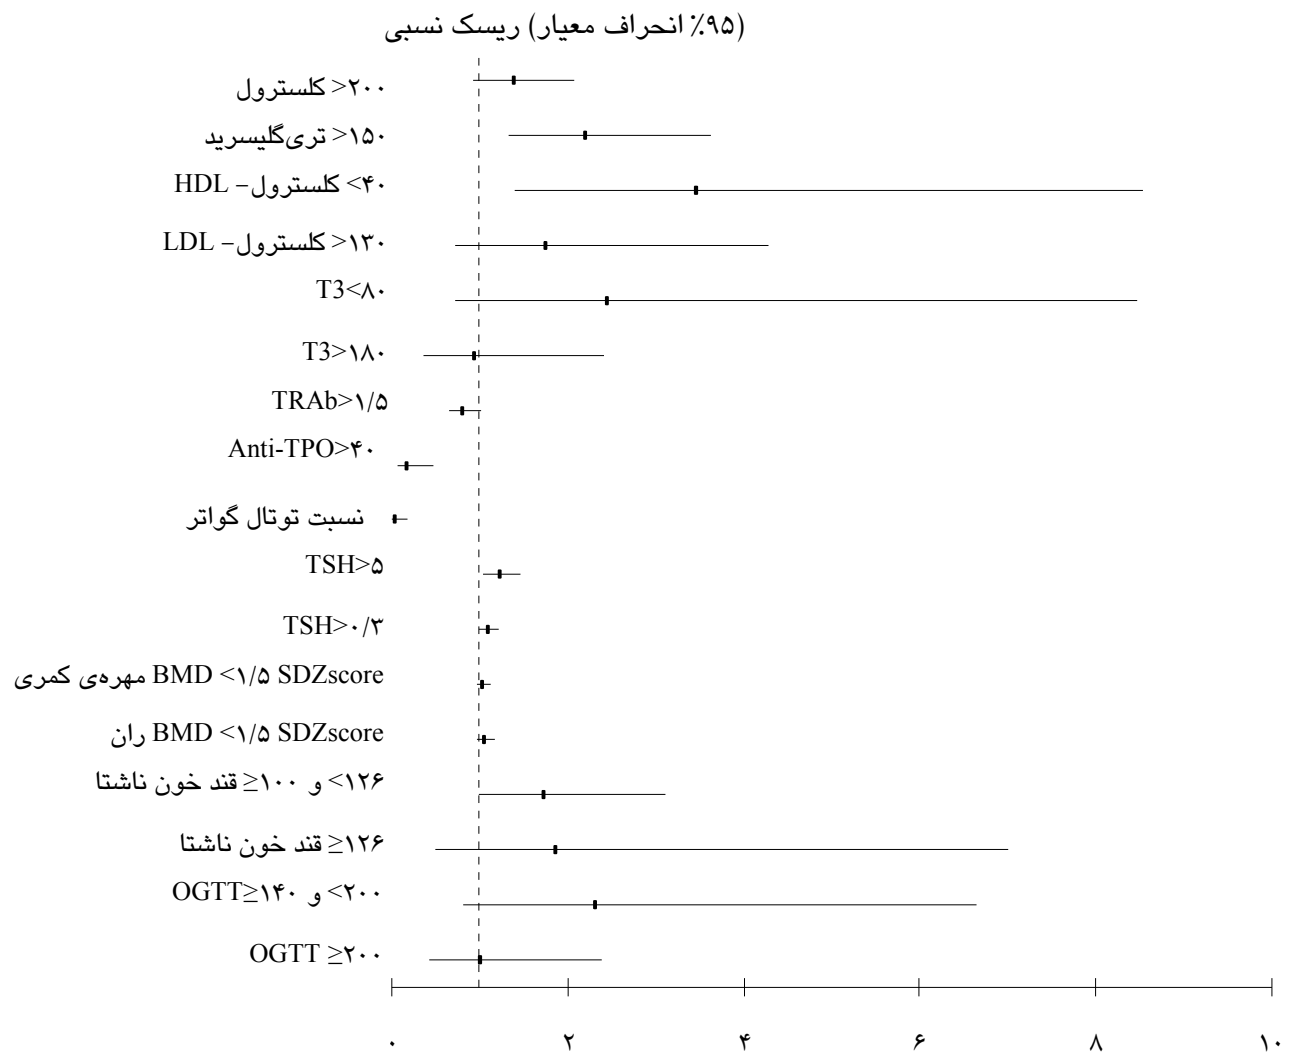 ریسک نسبی (۹۵٪ انحراف معیار)
کلسترول >۲۰۰
تری‌گلیسرید >۱۵۰
HDL -کلسترول <۴۰
LDL -کلسترول >۱۳۰
T3<۸۰
T3>۱۸۰
TRAb>۱/۵
Anti-TPO>۴۰
نسبت توتال گواتر
TSH>۵
TSH>۰/۳
مهره‌ی کمری BMD <۱/۵ SDZscore
ران BMD <۱/۵ SDZscore
قند خون ناشتا ≥۱۰۰ و <۱۲۶
قند خون ناشتا ≥۱۲۶
OGTT≥۱۴۰ و <۲۰۰
OGTT ≥۲۰۰
۰ ۲ ۴ ۶ ۸ ۱۰